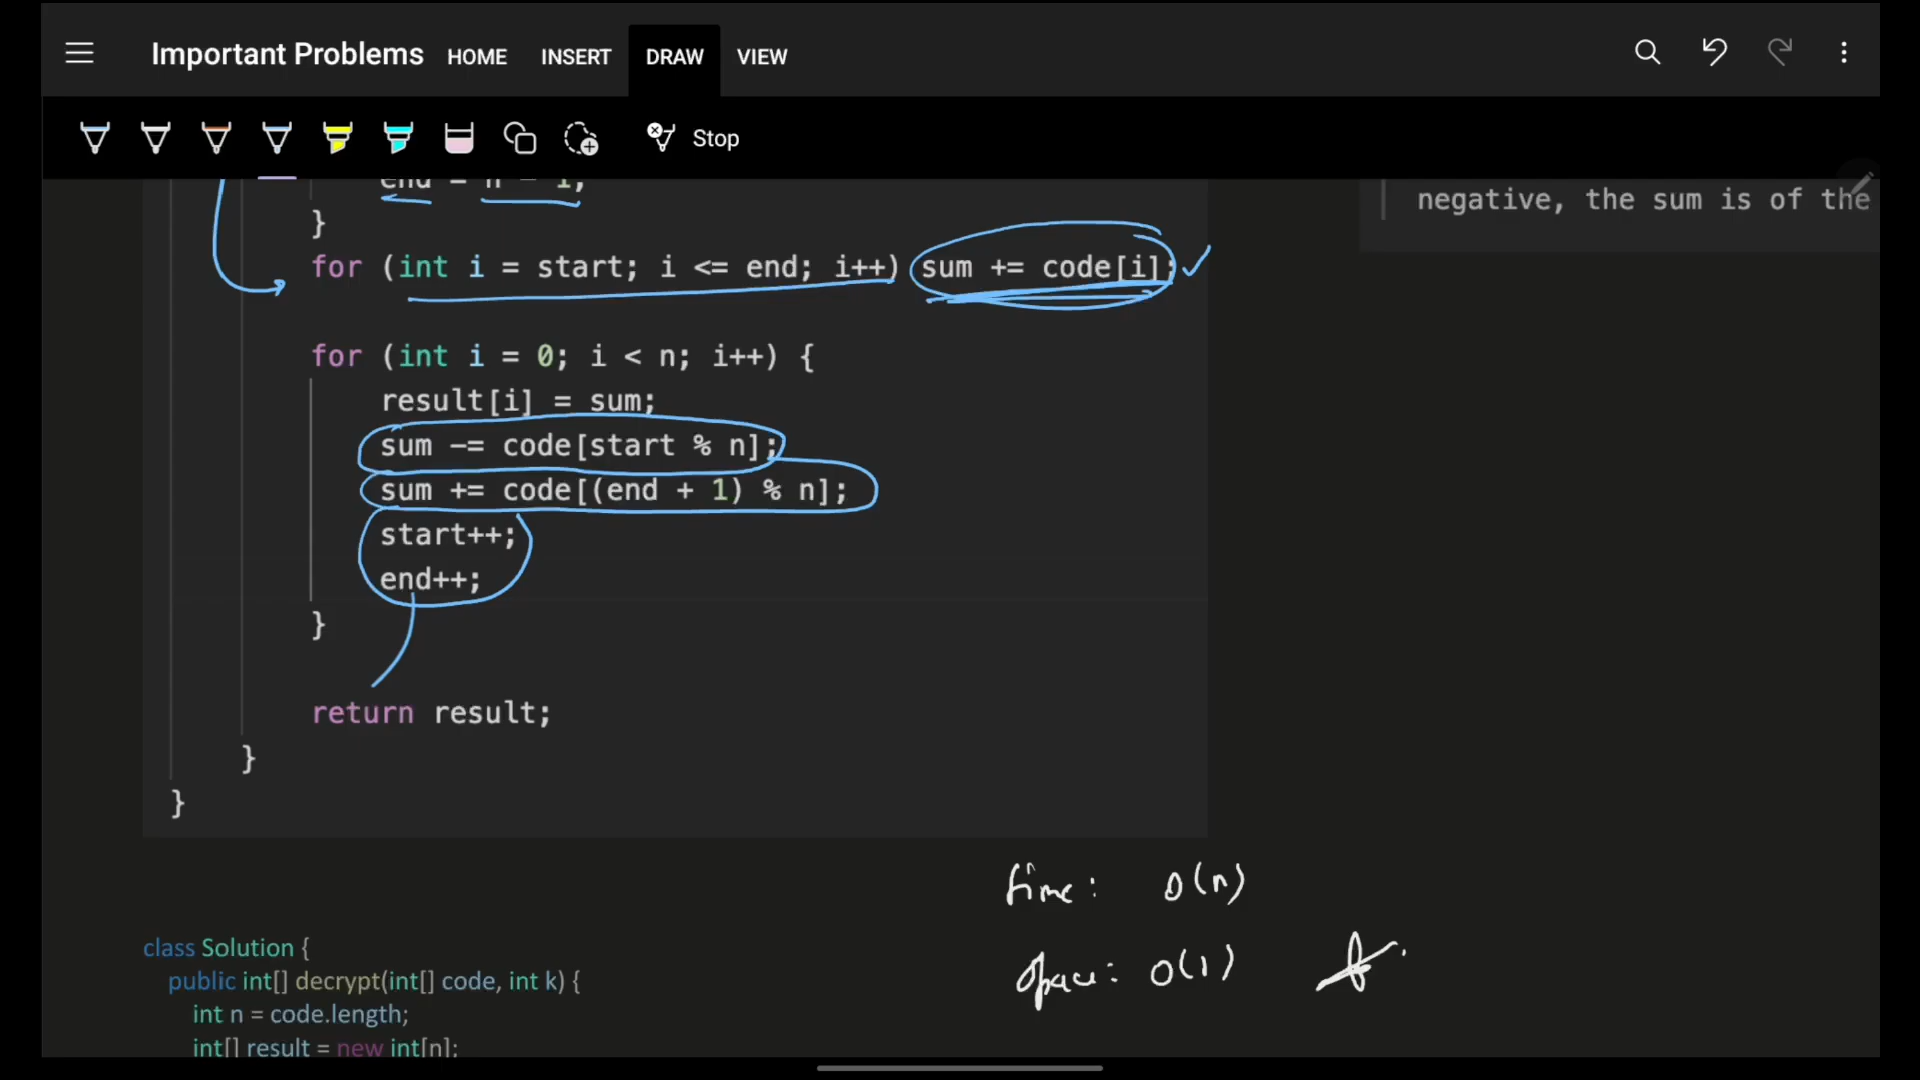 Important Problems HOME INSERT DRAW VIEW
Stop
end = n - 1;
}
for (int i = start; i <= end; i++) sum += code[i];
for (int i = 0; i < n; i++) {
result[i] = sum;
sum -= code[start % n];
sum += code[(end + 1) % n];
start++;
end++;
}
return result;
}
}
negative, the sum is of the
time: O(n)
space: O(1)
class Solution {
public int[] decrypt(int[] code, int k) {
int n = code.length;
int[] result = new int[n];